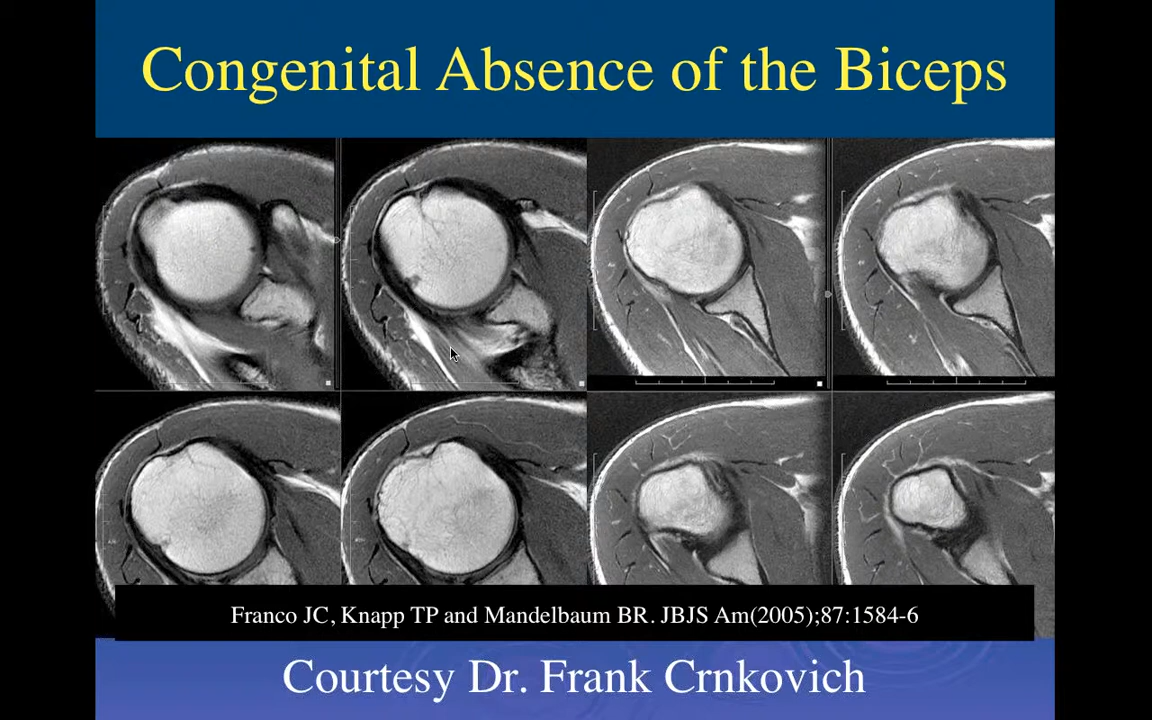 Congenital Absence of the Biceps
Franco JC, Knapp TP and Mandelbaum BR. JBJS Am(2005);87:1584-6
Courtesy Dr. Frank Crnkovich